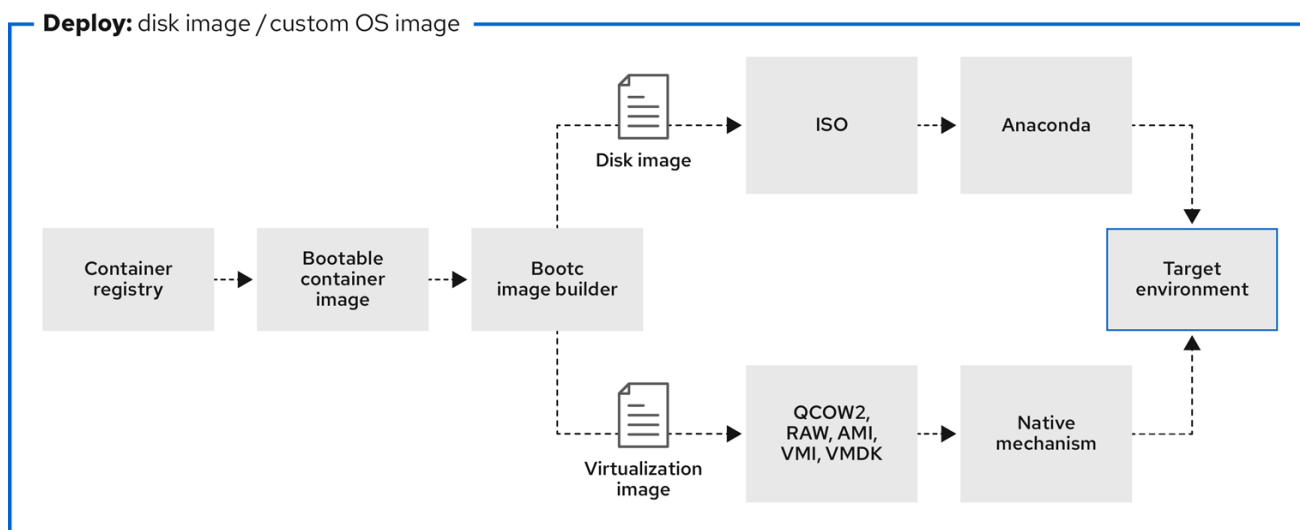 Deploy: disk image / custom OS image
Disk image
ISO
Anaconda
Container
registry
Bootable
container
image
Bootc
image builder
Target
environment
Virtualization
image
QCOW2,
RAW, AMI,
VMI, VMDK
Native
mechanism